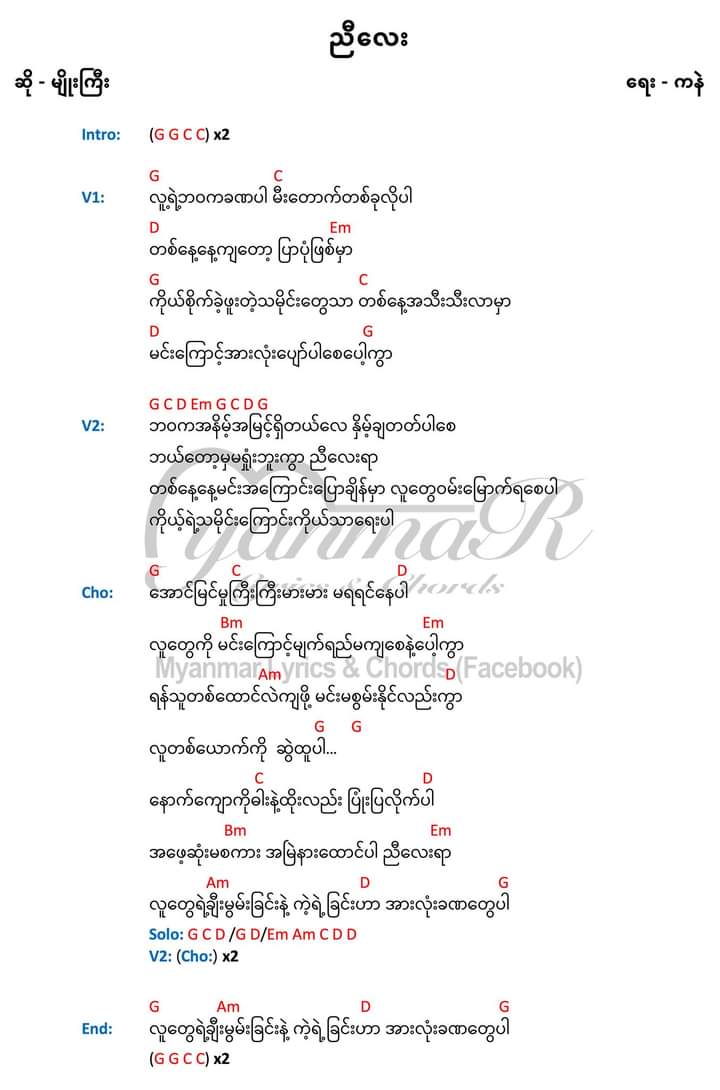 ညီလေး
ဆို - မျိုးကြီး ရေး - ကနဲ
Intro: (G G C C) x2
G C
V1: လူ့ရဲ့ဘဝကခဏပါ မီးတောက်တစ်ခုလိုပါ
D Em
တစ်နေ့နေ့ကျတော့ ပြာပုံဖြစ်မှာ
G C
ကိုယ်စိုက်ခဲ့ဖူးတဲ့သမိုင်းတွေသာ တစ်နေ့အသီးသီးလာမှာ
D G
မင်းကြောင့်အားလုံးပျော်ပါစေပေါ့ကွာ
G C D Em G C D G
V2: ဘဝကအနိမ့်အမြင့်ရှိတယ်လေ နှိမ့်ချတတ်ပါစေ
ဘယ်တော့မှမရှုံးဘူးကွာ ညီလေးရာ
တစ်နေ့နေ့မင်းအကြောင်းပြောချိန်မှာ လူတွေဝမ်းမြောက်ရစေပါ
ကိုယ့်ရဲ့သမိုင်းကြောင်းကိုယ်သာရေးပါ
G C D
Cho: အောင်မြင်မှုကြီးကြီးမားမား မရရင်နေပါ
Bm Em
လူတွေကို မင်းကြောင့်မျက်ရည်မကျစေနဲ့ပေါ့ကွာ
Am D
ရန်သူတစ်ထောင်လဲကျဖို့ မင်းမစွမ်းနိုင်လည်းကွာ
G G
လူတစ်ယောက်ကို ဆွဲထူပါ...
C D
နောက်ကျောကိုဓါးနဲ့ထိုးလည်း ပြုံးပြလိုက်ပါ
Bm Em
အဖေ့ဆုံးမစကား အမြဲနားထောင်ပါ ညီလေးရာ
Am D G
လူတွေရဲ့ချီးမွမ်းခြင်းနဲ့ ကဲ့ရဲ့ခြင်းဟာ အားလုံးခဏတွေပါ
Solo: G C D /G D/Em Am C D D
V2: (Cho:) x2
G Am D G
End: လူတွေရဲ့ချီးမွမ်းခြင်းနဲ့ ကဲ့ရဲ့ခြင်းဟာ အားလုံးခဏတွေပါ
(G G C C) x2
MyanmaR
Lyrics & Chords
Myanmar Lyrics & Chords (Facebook)